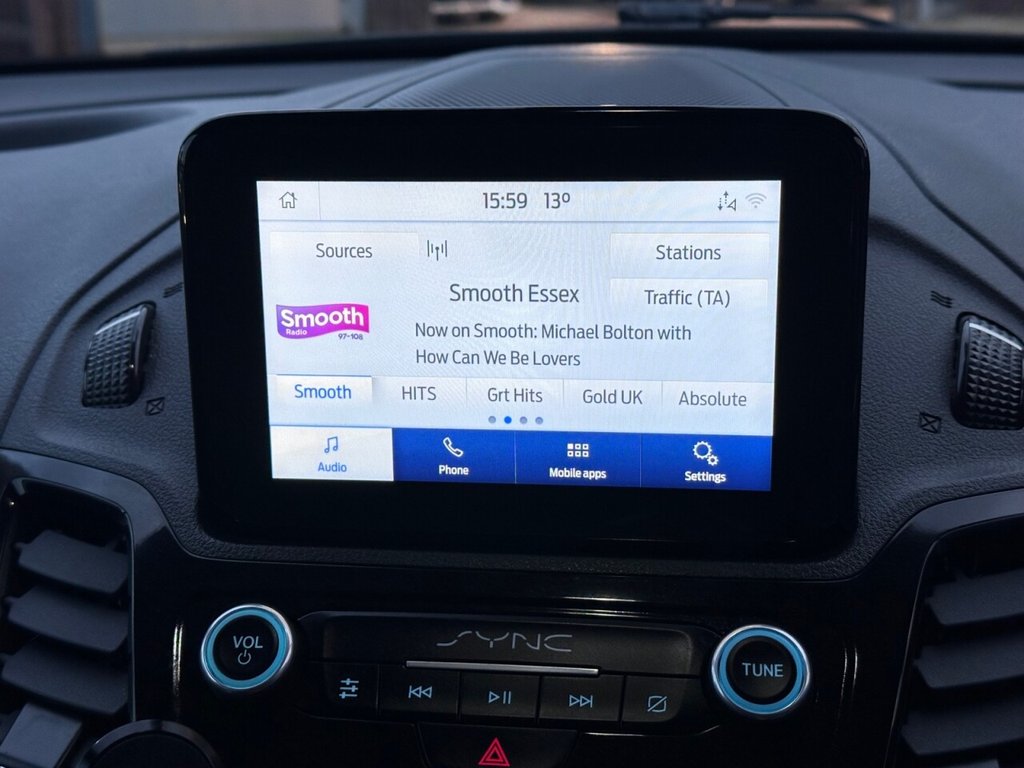 15:59 13º
Sources
Stations
Smooth Essex
Traffic (TA)
Smooth
Radio
97-108
Now on Smooth: Michael Bolton with
How Can We Be Lovers
Smooth HITS Grt Hits Gold UK Absolute
Audio Phone Mobile apps Settings
VOL
SYNC
TUNE